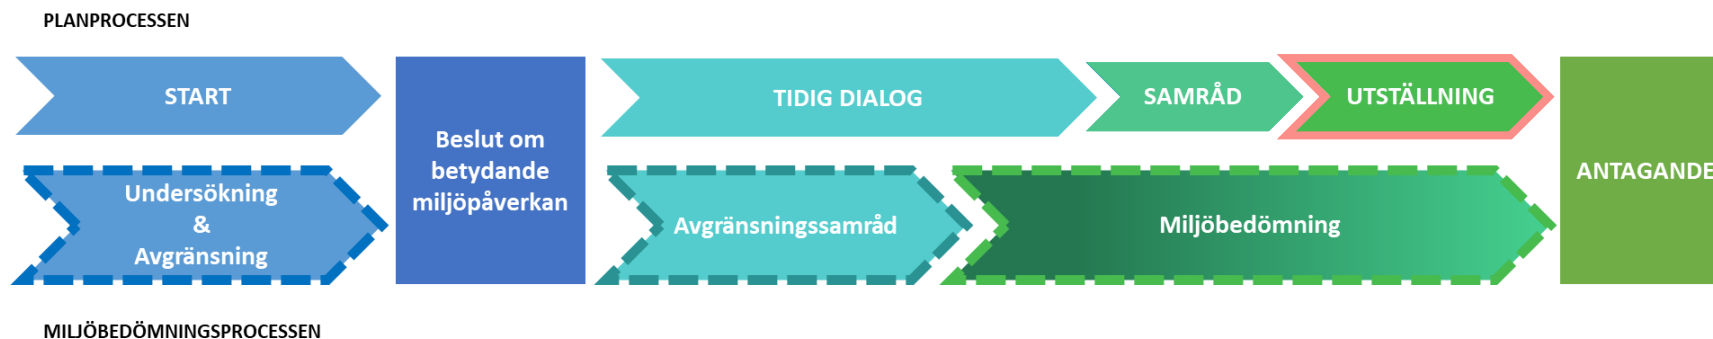 PLANPROCESSEN
START
Beslut om
betydande
miljöpåverkan
TIDIG DIALOG
SAMRÅD
UTSTÄLLNING
ANTAGANDE
Undersökning
&
Avgränsning
Avgränsningssamråd
Miljöbedömning
MILJÖBEDÖMNINGSPROCESSEN